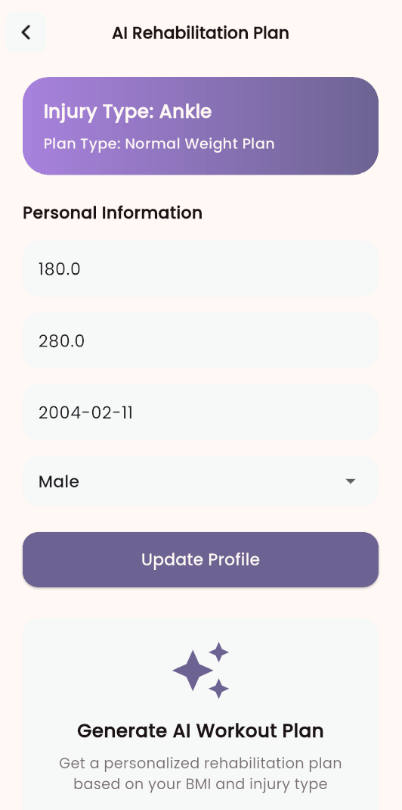 AI Rehabilitation Plan
Injury Type: Ankle
Plan Type: Normal Weight Plan
Personal Information
180.0
280.0
2004-02-11
Male
Update Profile
Generate AI Workout Plan
Get a personalized rehabilitation plan
based on your BMI and injury type